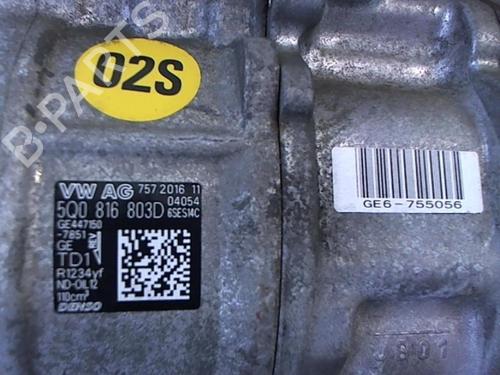 02S
B-PARTS
VW AG 757 2016 11
04054
5Q0 816 803D 6SES14C
GE447150
-7851
GE REV
TD1
R1234yf
ND-OIL12
110cm³
DENSO
GE6-755056